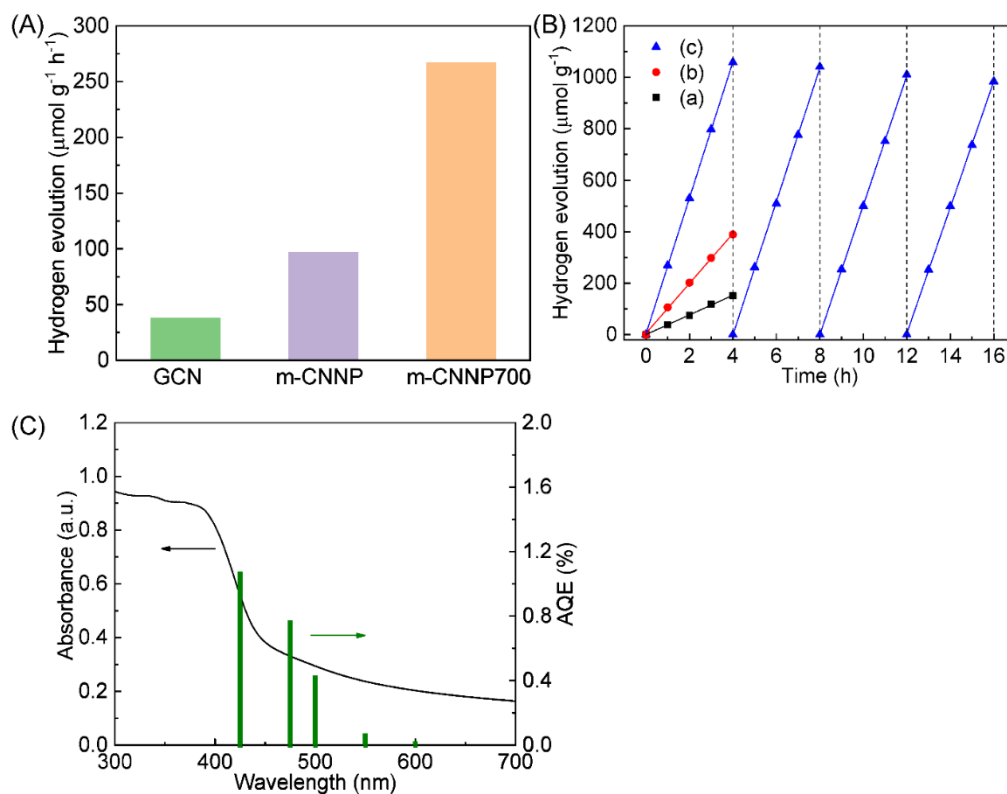 (A)
Hydrogen evolution (μmol g⁻¹ h⁻¹)
300
250
200
150
100
50
0
GCN m-CNNP m-CNNP700
(B)
Hydrogen evolution (μmol g⁻¹)
1200
1000
800
600
400
200
0
(c)
(b)
(a)
0 2 4 6 8 10 12 14 16
Time (h)
(C)
Absorbance (a.u.)
1.2
1.0
0.8
0.6
0.4
0.2
0.0
300 400 500 600 700
Wavelength (nm)
2.0
1.6
1.2
0.8
0.4
0.0
AQE (%)